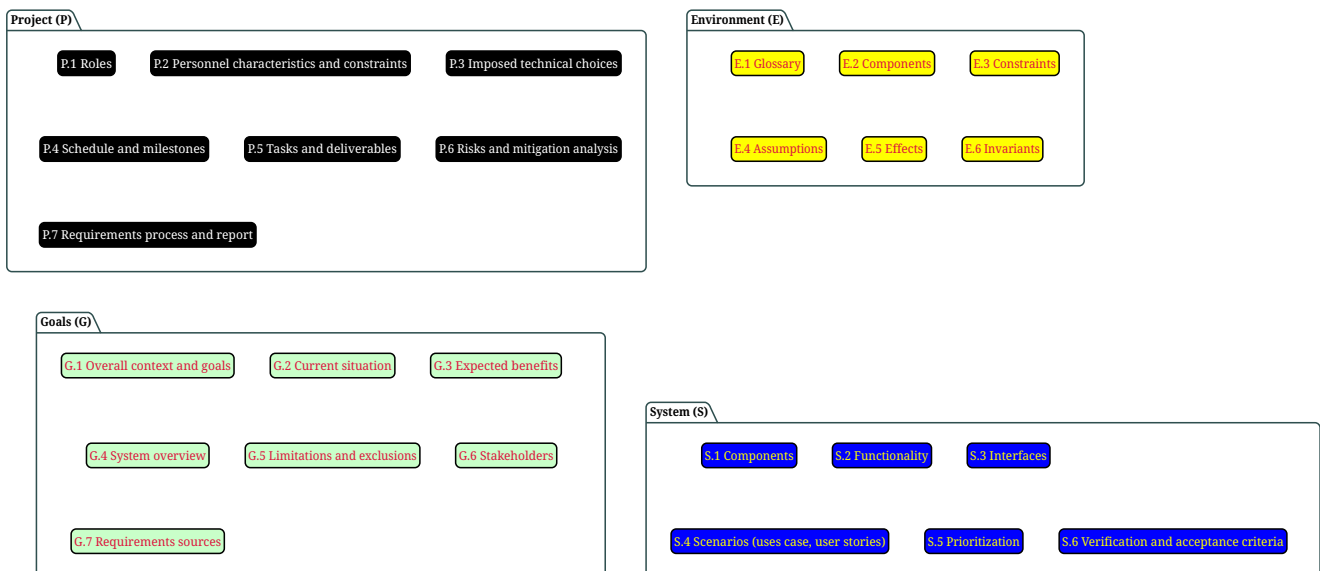 Project (P)
P.1 Roles
P.2 Personnel characteristics and constraints
P.3 Imposed technical choices
P.4 Schedule and milestones
P.5 Tasks and deliverables
P.6 Risks and mitigation analysis
P.7 Requirements process and report
Environment (E)
E.1 Glossary
E.2 Components
E.3 Constraints
E.4 Assumptions
E.5 Effects
E.6 Invariants
Goals (G)
G.1 Overall context and goals
G.2 Current situation
G.3 Expected benefits
G.4 System overview
G.5 Limitations and exclusions
G.6 Stakeholders
G.7 Requirements sources
System (S)
S.1 Components
S.2 Functionality
S.3 Interfaces
S.4 Scenarios (uses case, user stories)
S.5 Prioritization
S.6 Verification and acceptance criteria